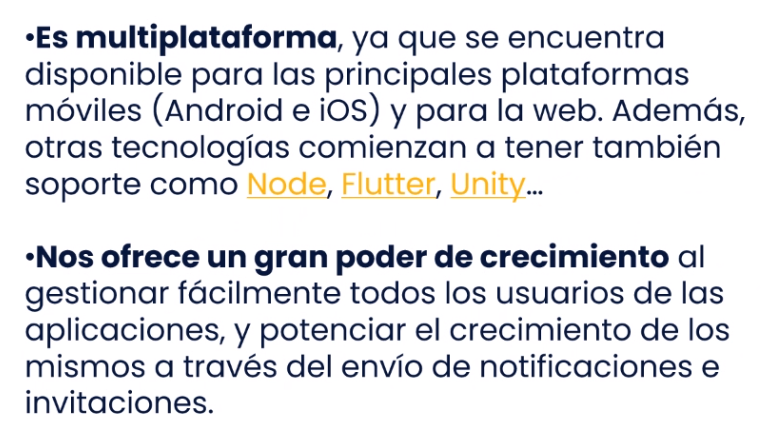 •Es multiplataforma, ya que se encuentra
disponible para las principales plataformas
móviles (Android e iOS) y para la web. Además,
otras tecnologías comienzan a tener también
soporte como Node, Flutter, Unity…
•Nos ofrece un gran poder de crecimiento al
gestionar fácilmente todos los usuarios de las
aplicaciones, y potenciar el crecimiento de los
mismos a través del envío de notificaciones e
invitaciones.